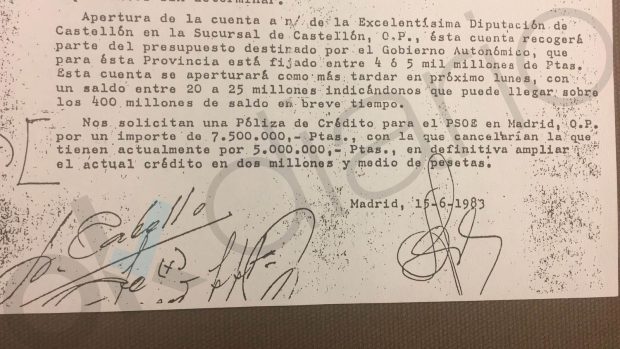 determinar.
Apertura de la cuenta a n/ de la Excelentísima Diputación de
Castellón en la Sucursal de Castellón, O.P., ésta cuenta recogerá
parte del presupuesto destinado por el Gobierno Autonómico, que
para ésta Provincia está fijado entre 4 ó 5 mil millones de Ptas.
Esta cuenta se aperturará como más tardar en próximo lunes, con
un saldo entre 20 a 25 millones indicándonos que puede llegar sobre
los 400 millones de saldo en breve tiempo.
Nos solicitan una Póliza de Crédito para el PSOE en Madrid, O.P.
por un importe de 7.500.000,- Ptas., con la que cancelarían la que
tienen actualmente por 5.000.000,- Ptas., en definitiva ampliar
el actual crédito en dos millones y medio de pesetas.
Madrid, 15-6-1983
Caballo
okdiario